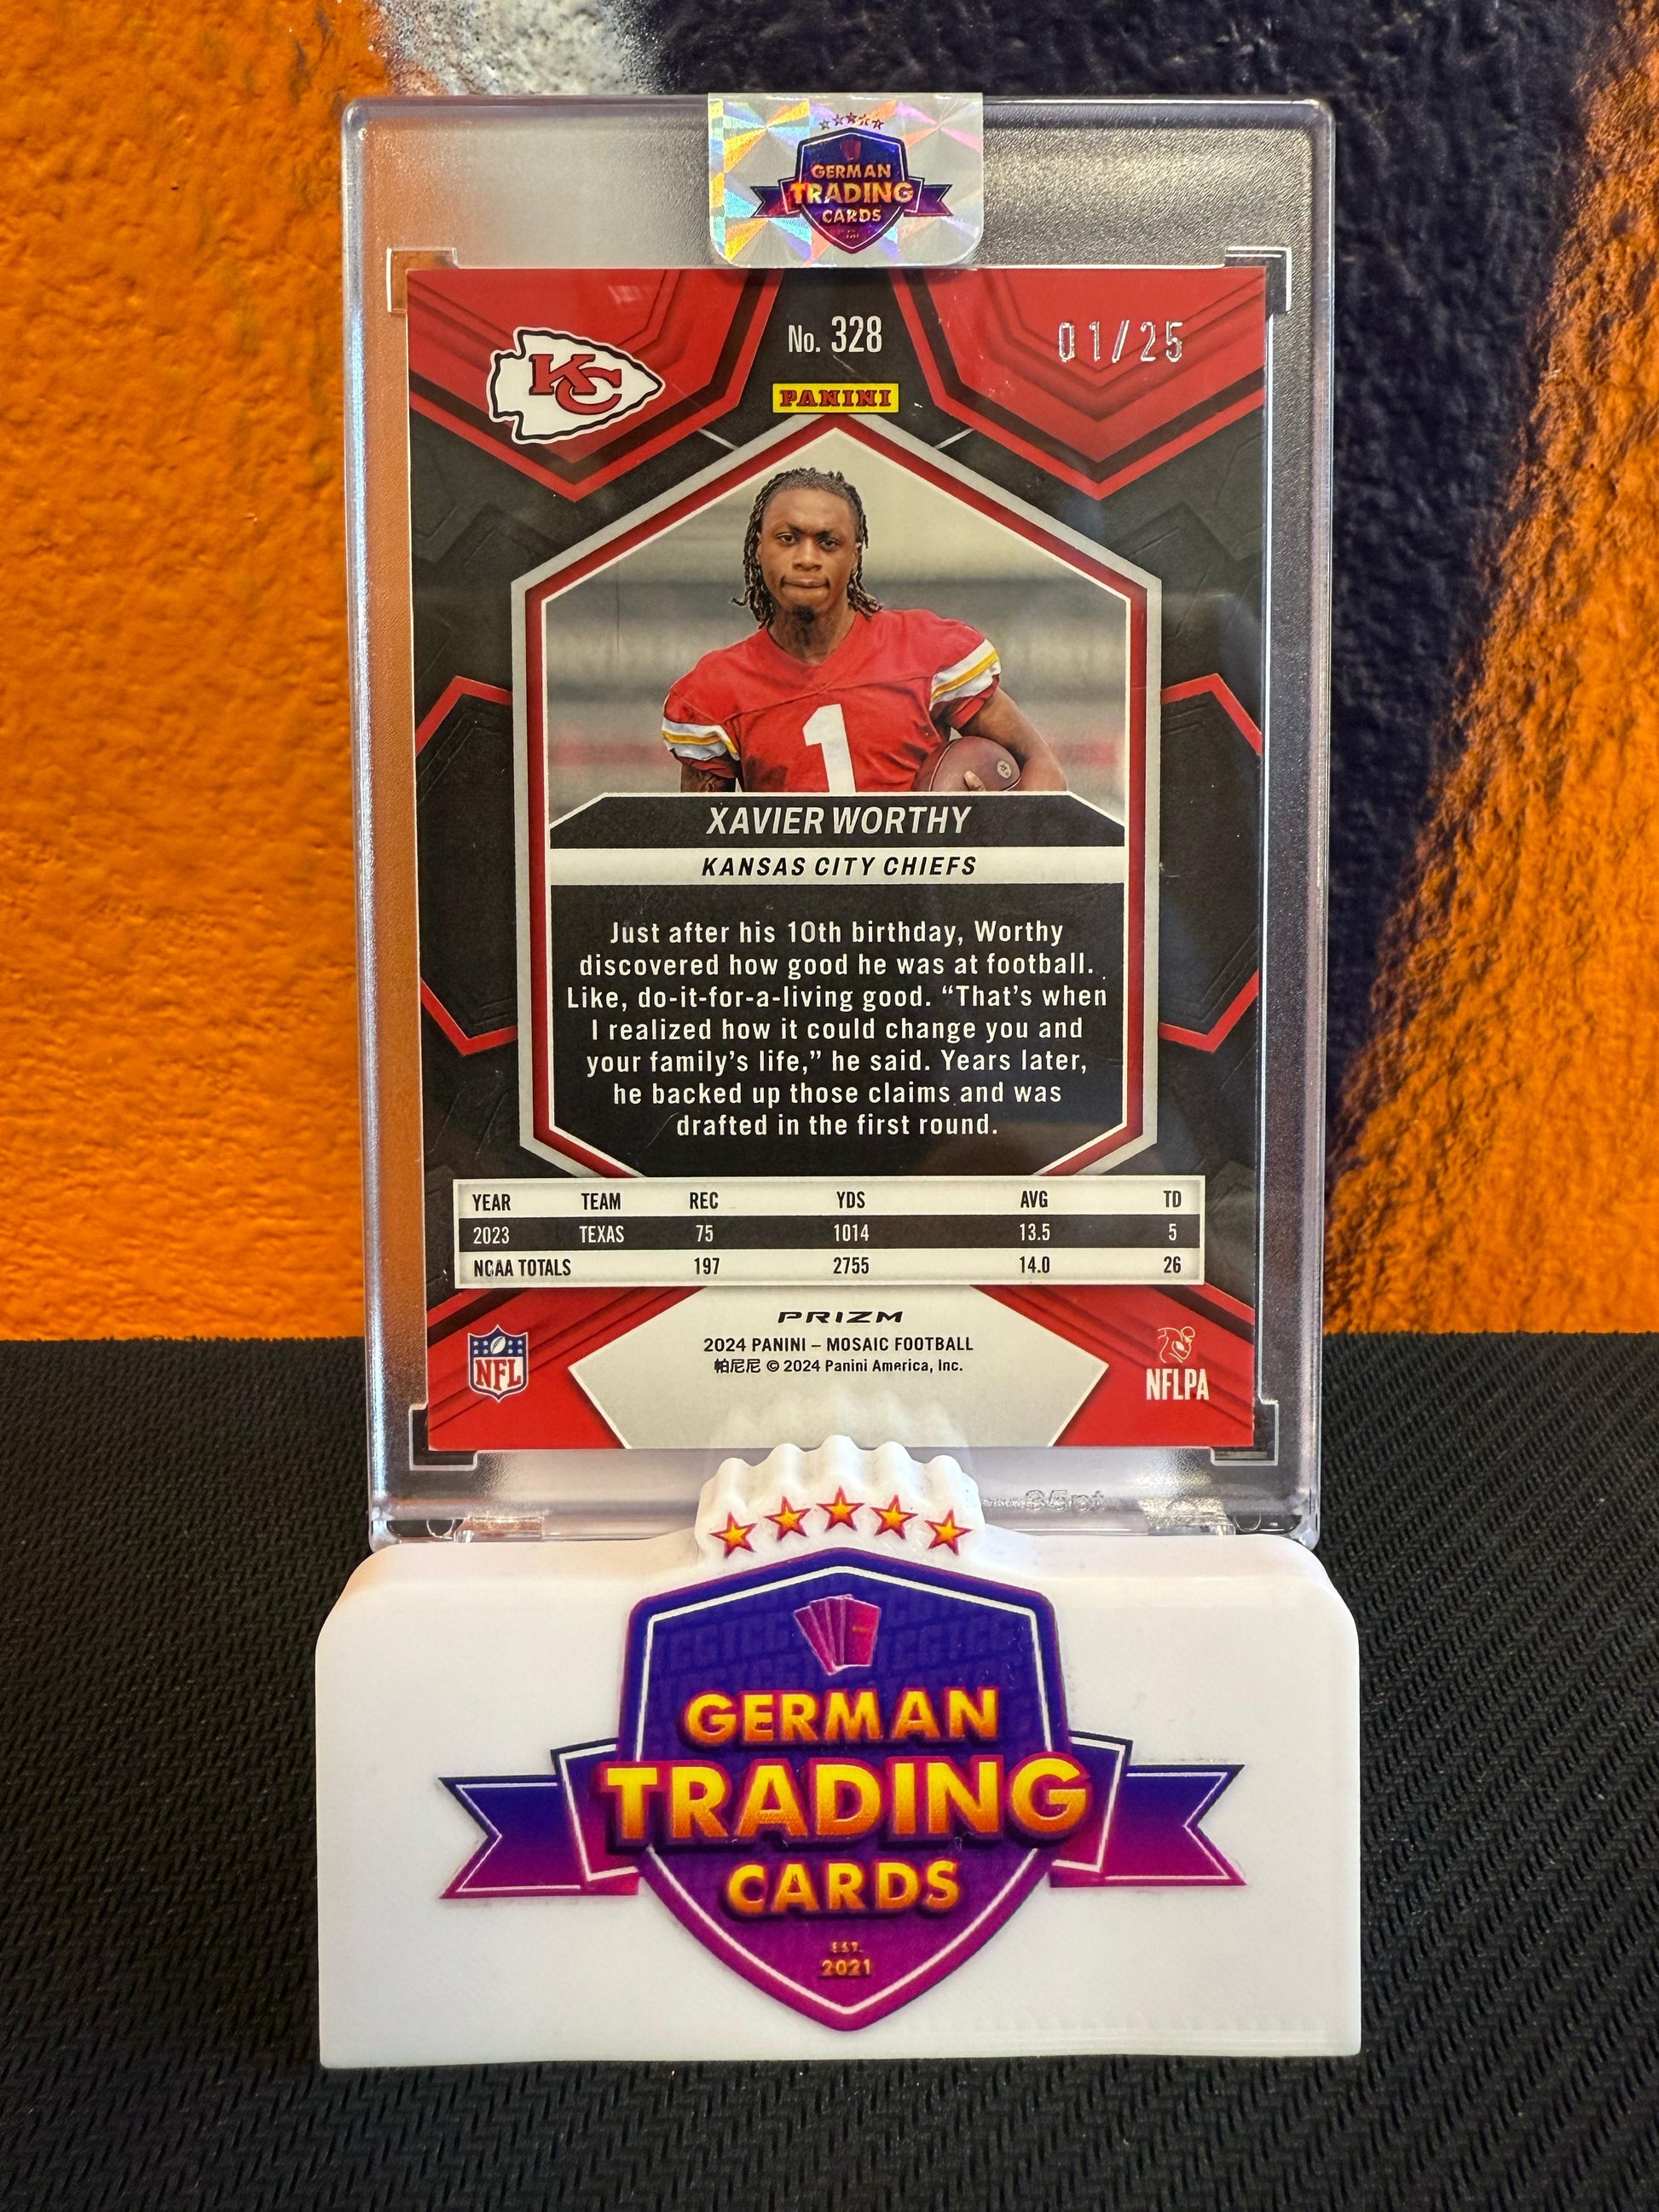 GERMAN
TRADING
CARDS
No. 328
01/25
KC
PANINI
1
XAVIER WORTHY
KANSAS CITY CHIEFS
Just after his 10th birthday, Worthy
discovered how good he was at football.
Like, do-it-for-a-living good. “That’s when
I realized how it could change you and
your family’s life,” he said. Years later,
he backed up those claims and was
drafted in the first round.
YEAR TEAM REC YDS AVG TD
2023 TEXAS 75 1014 13.5 5
NCAA TOTALS 197 2755 14.0 26
PRIZM
2024 PANINI – MOSAIC FOOTBALL
帕尼尼 © 2024 Panini America, Inc.
NFL
NFLPA
35pt
GERMAN
TRADING
CARDS
EST.
2021